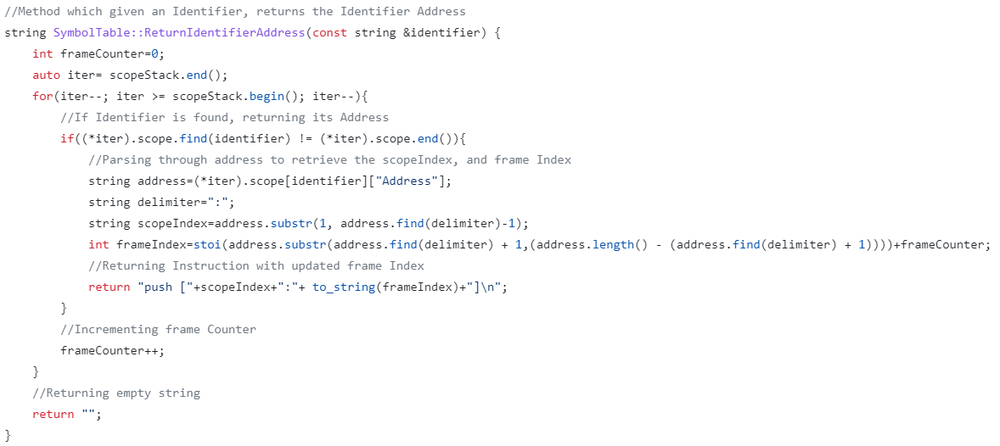 //Method which given an Identifier, returns the Identifier Address
string SymbolTable::ReturnIdentifierAddress(const string &identifier) {
    int frameCounter=0;
    auto iter= scopeStack.end();
    for(iter--; iter >= scopeStack.begin(); iter--){
        //If Identifier is found, returning its Address
        if((*iter).scope.find(identifier) != (*iter).scope.end()){
            //Parsing through address to retrieve the scopeIndex, and frame Index
            string address=(*iter).scope[identifier]["Address"];
            string delimiter=":";
            string scopeIndex=address.substr(1, address.find(delimiter)-1);
            int frameIndex=stoi(address.substr(address.find(delimiter) + 1,(address.length() - (address.find(delimiter) + 1))))+frameCounter;
            //Returning Instruction with updated frame Index
            return "push ["+scopeIndex+":"+ to_string(frameIndex)+"]\n";
        }
        //Incrementing frame Counter
        frameCounter++;
    }
    //Returning empty string
    return "";
}